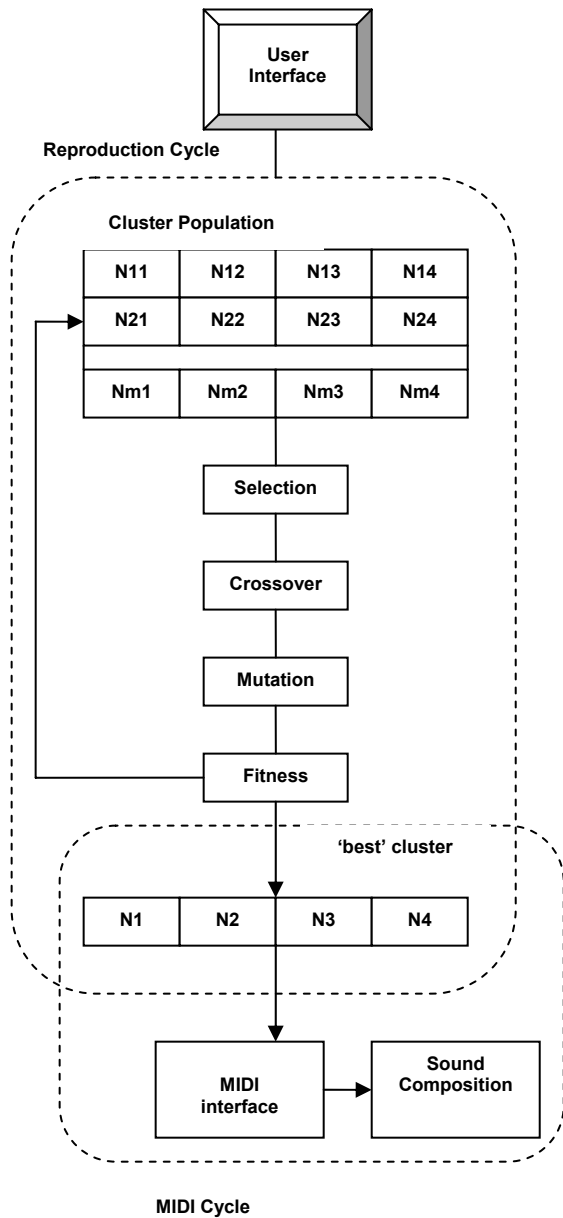 User
Interface
Reproduction Cycle
Cluster Population
N11 N12 N13 N14
N21 N22 N23 N24
Nm1 Nm2 Nm3 Nm4
Selection
Crossover
Mutation
Fitness
‘best’ cluster
N1 N2 N3 N4
MIDI
interface
Sound
Composition
MIDI Cycle